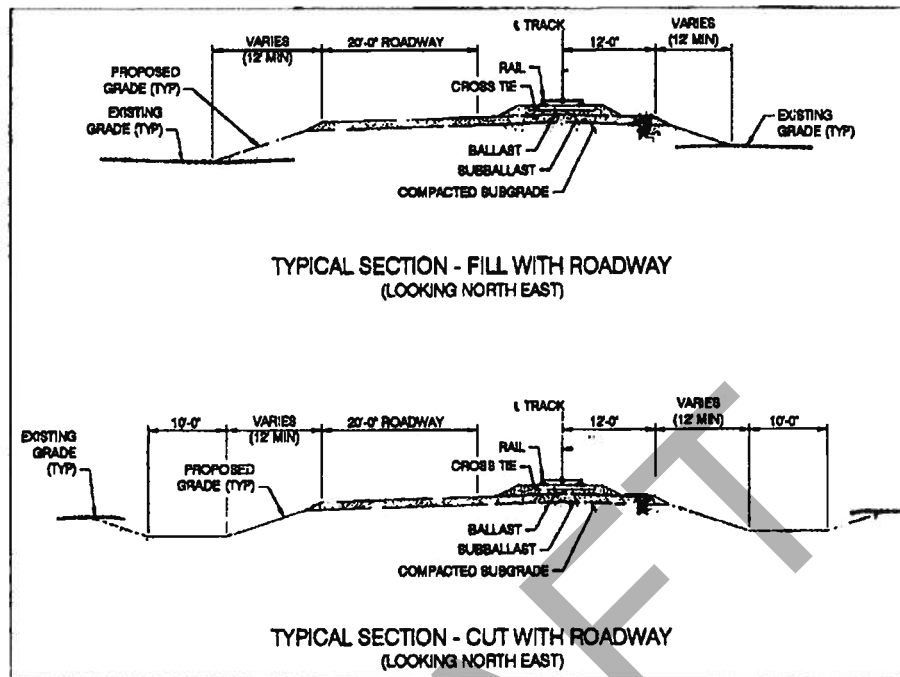 ℄ TRACK
VARIES
(12' MIN)
20'-0" ROADWAY
12'-0"
VARIES
(12' MIN)
PROPOSED
GRADE (TYP)
EXISTING
GRADE (TYP)
RAIL
CROSS TIE
EXISTING
GRADE (TYP)
BALLAST
SUBBALLAST
COMPACTED SUBGRADE
TYPICAL SECTION - FILL WITH ROADWAY
(LOOKING NORTH EAST)
℄ TRACK
10'-0"
VARIES
(12' MIN)
20'-0" ROADWAY
12'-0"
VARIES
(12' MIN)
10'-0"
EXISTING
GRADE
(TYP)
PROPOSED
GRADE (TYP)
RAIL
CROSS TIE
BALLAST
SUBBALLAST
COMPACTED SUBGRADE
TYPICAL SECTION - CUT WITH ROADWAY
(LOOKING NORTH EAST)